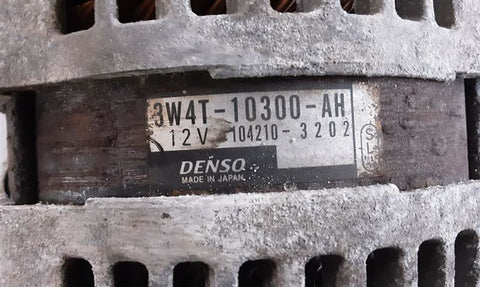 3W4T-10300-AH
12V 104210-3202
DENSO
MADE IN JAPAN
S
L